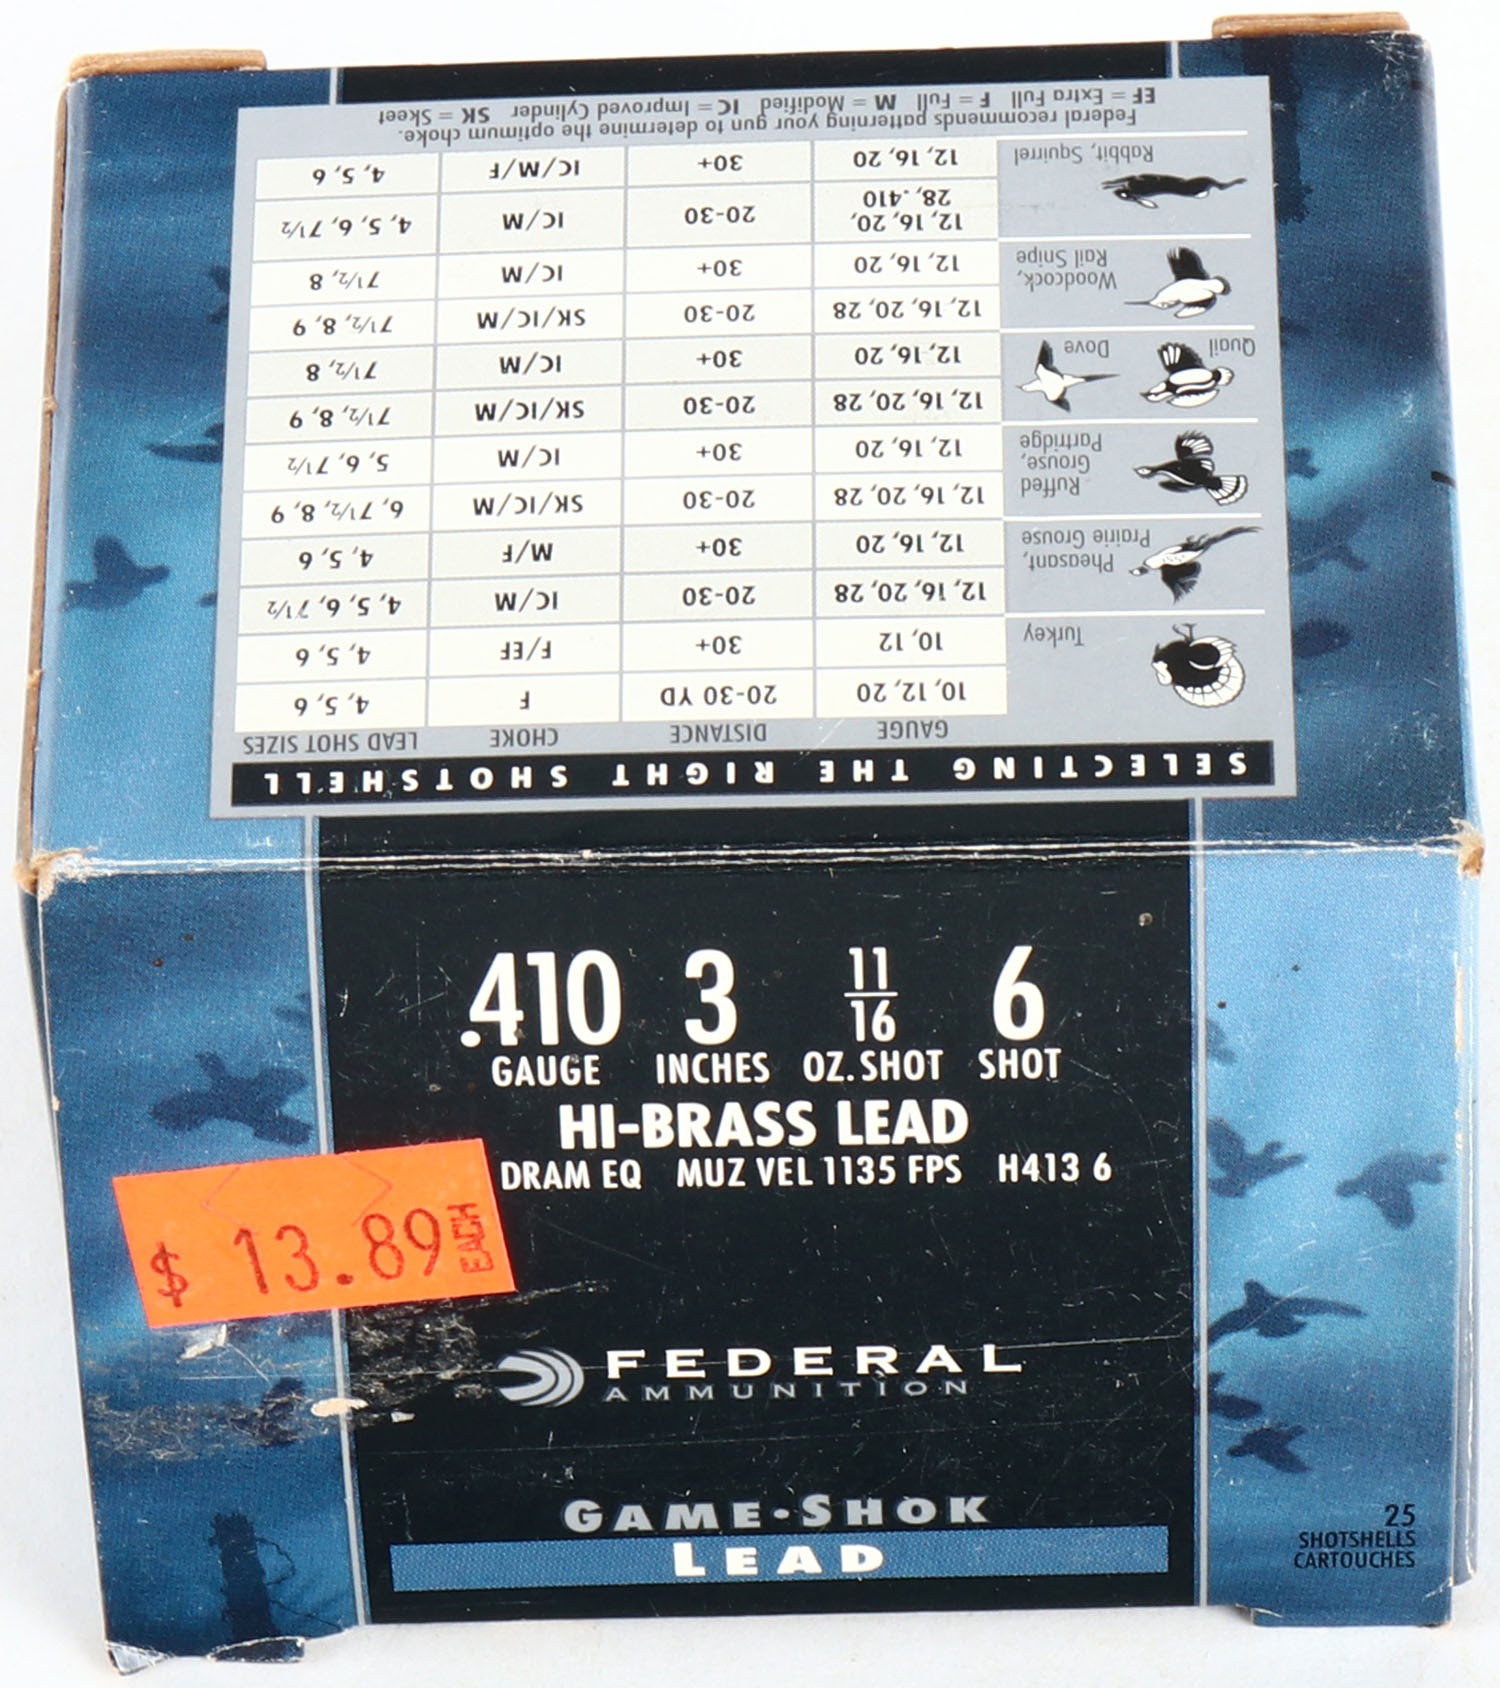 SELECTING THE RIGHT SHOTSHELL
GAUGE DISTANCE CHOKE LEAD SHOT SIZES
Turkey
10, 12, 20 20-30 YD F 4, 5, 6
10, 12 30+ F/EF 4, 5, 6
Pheasant,
Prairie Grouse
12, 16, 20, 28 20-30 IC/M 4, 5, 6, 7½
12, 16, 20 30+ M/F 4, 5, 6
Ruffed
Grouse,
Partridge
12, 16, 20, 28 20-30 SK/IC/M 6, 7½, 8, 9
12, 16, 20 30+ IC/M 5, 6, 7½
Quail Dove
12, 16, 20, 28 20-30 SK/IC/M 7½, 8, 9
12, 16, 20 30+ IC/M 7½, 8
Woodcock,
Rail Snipe
12, 16, 20, 28 20-30 SK/IC/M 7½, 8, 9
12, 16, 20 30+ IC/M 7½, 8
Rabbit, Squirrel
12, 16, 20,
28, .410 20-30 IC/M 4, 5, 6, 7½
12, 16, 20 30+ IC/M/F 4, 5, 6
Federal recommends patterning your gun to determine the optimum choke.
EF = Extra Full F = Full M = Modified IC = Improved Cylinder SK = Skeet
.410 3 11/16 6
GAUGE INCHES OZ. SHOT SHOT
HI-BRASS LEAD
DRAM EQ MUZ VEL 1135 FPS H413 6
$ 13.89 EACH
FEDERAL
AMMUNITION
GAME-SHOK
LEAD
25
SHOTSHELLS
CARTOUCHES